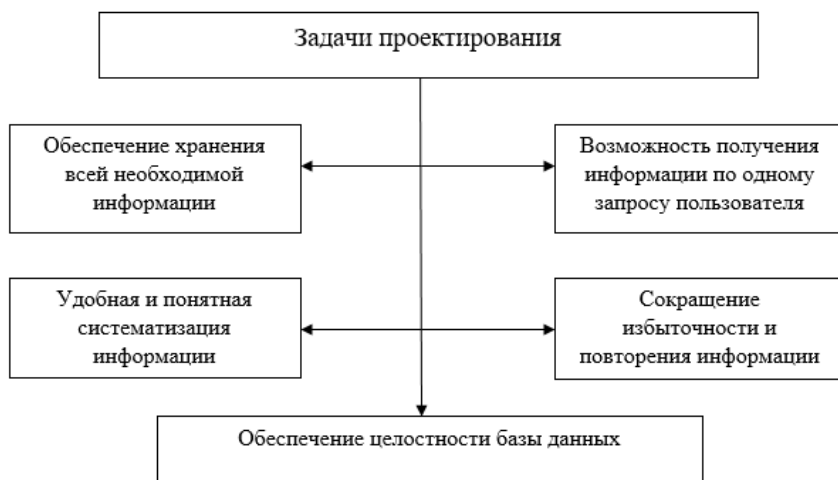 Задачи проектирования
Обеспечение хранения
всей необходимой
информации
Возможность получения
информации по одному
запросу пользователя
Удобная и понятная
систематизация
информации
Сокращение
избыточности и
повторения информации
Обеспечение целостности базы данных